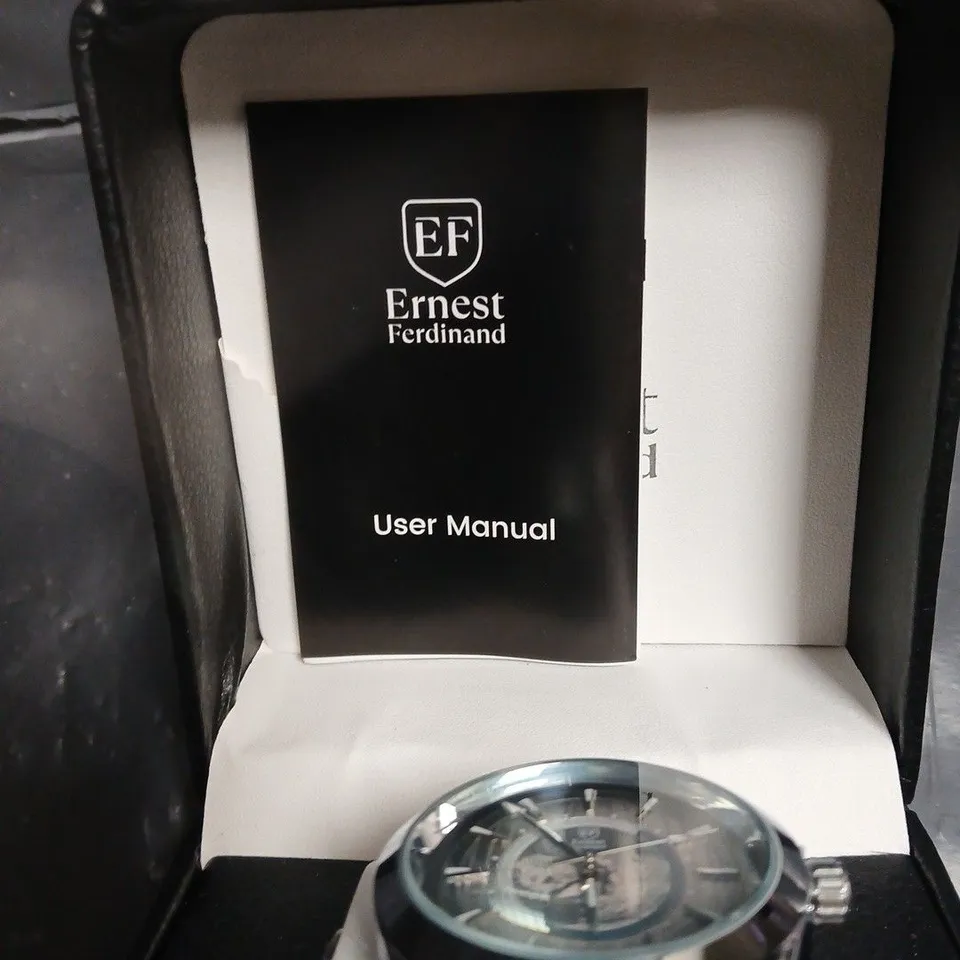 EF
Ernest
Ferdinand
t
d
User Manual